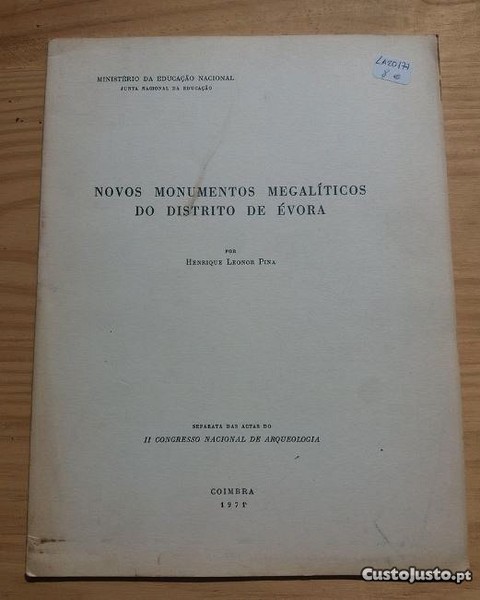 MINISTÉRIO DA EDUCAÇÃO NACIONAL
JUNTA NACIONAL DA EDUCAÇÃO
NOVOS MONUMENTOS MEGALÍTICOS
DO DISTRITO DE ÉVORA
POR
HENRIQUE LEONOR PINA
SEPARATA DAS ACTAS DO
II CONGRESSO NACIONAL DE ARQUEOLOGIA
COIMBRA
1971
CustoJusto.pt